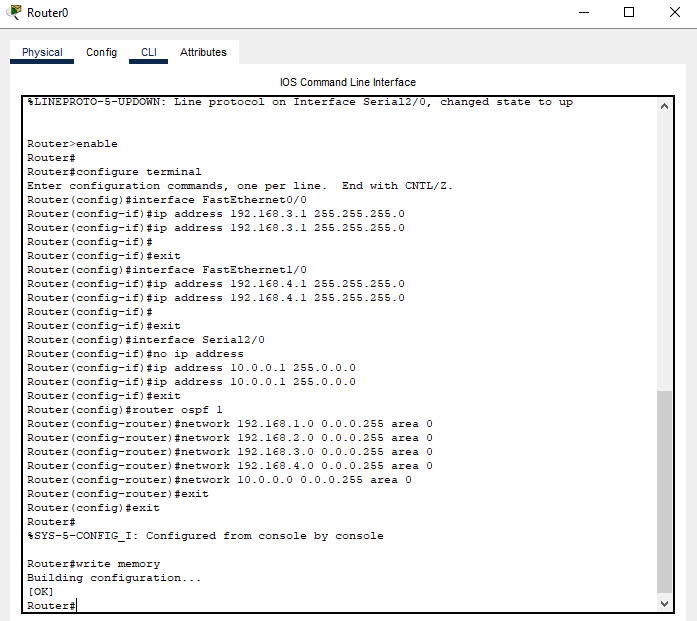 Router0
Physical Config CLI Attributes
IOS Command Line Interface
%LINEPROTO-5-UPDOWN: Line protocol on Interface Serial2/0, changed state to up
Router>enable
Router#
Router#configure terminal
Enter configuration commands, one per line.  End with CNTL/Z.
Router(config)#interface FastEthernet0/0
Router(config-if)#ip address 192.168.3.1 255.255.255.0
Router(config-if)#ip address 192.168.3.1 255.255.255.0
Router(config-if)#
Router(config-if)#exit
Router(config)#interface FastEthernet1/0
Router(config-if)#ip address 192.168.4.1 255.255.255.0
Router(config-if)#ip address 192.168.4.1 255.255.255.0
Router(config-if)#
Router(config-if)#exit
Router(config)#interface Serial2/0
Router(config-if)#no ip address
Router(config-if)#ip address 10.0.0.1 255.0.0.0
Router(config-if)#ip address 10.0.0.1 255.0.0.0
Router(config-if)#exit
Router(config)#router ospf 1
Router(config-router)#network 192.168.1.0 0.0.0.255 area 0
Router(config-router)#network 192.168.2.0 0.0.0.255 area 0
Router(config-router)#network 192.168.3.0 0.0.0.255 area 0
Router(config-router)#network 192.168.4.0 0.0.0.255 area 0
Router(config-router)#network 10.0.0.0 0.0.0.255 area 0
Router(config-router)#exit
Router(config)#exit
Router#
%SYS-5-CONFIG_I: Configured from console by console
Router#write memory
Building configuration...
[OK]
Router#